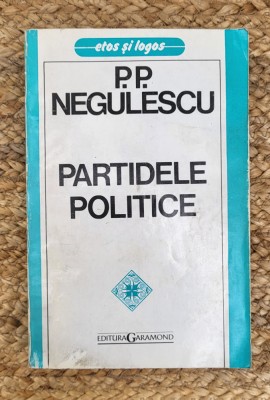 etos și logos
P.P.
NEGULESCU
PARTIDELE
POLITICE
EDITURA GARAMOND